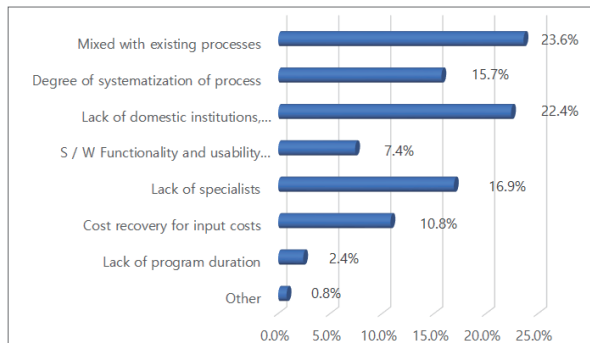 Mixed with existing processes 23.6%
Degree of systematization of process 15.7%
Lack of domestic institutions,... 22.4%
S / W Functionality and usability... 7.4%
Lack of specialists 16.9%
Cost recovery for input costs 10.8%
Lack of program duration 2.4%
Other 0.8%
0.0% 5.0% 10.0% 15.0% 20.0% 25.0%